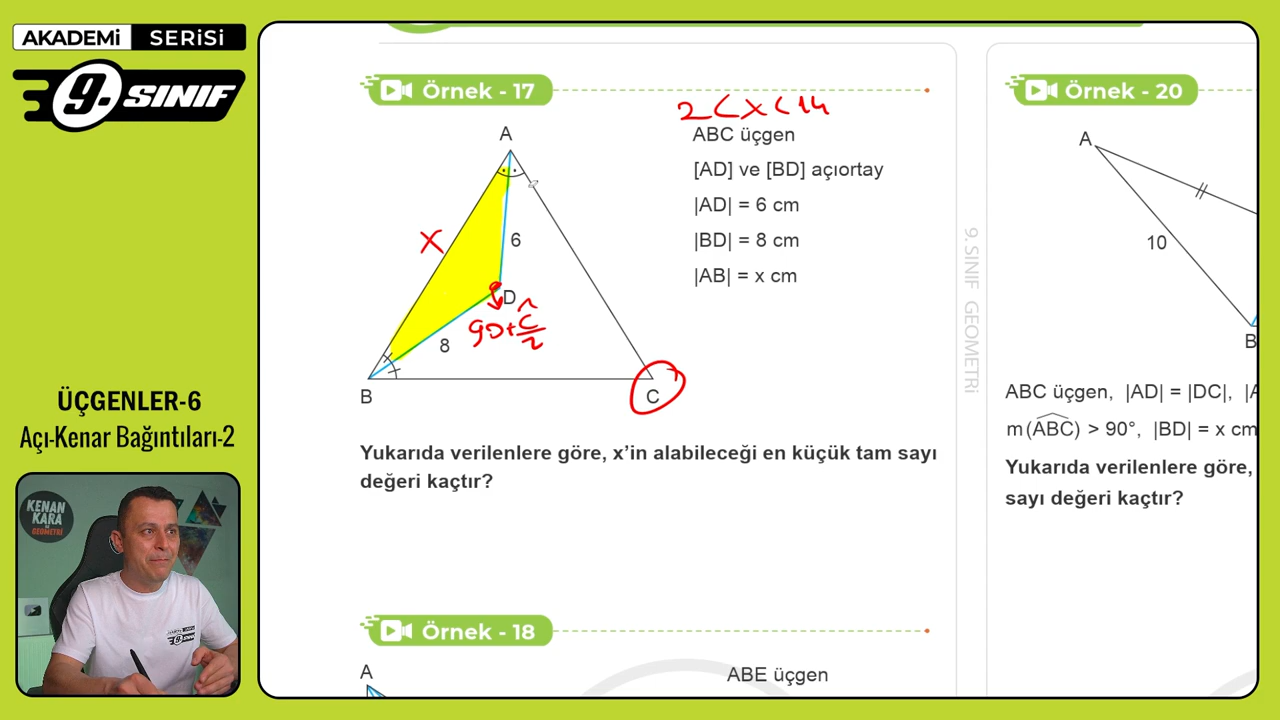 AKADEMİ SERİSİ
9. SINIF
ÜÇGENLER-6
Açı-Kenar Bağıntıları-2
KENAN
KARA
GEOMETRİ
Örnek - 17
2 < x < 14
ABC üçgen
[AD] ve [BD] açıortay
|AD| = 6 cm
|BD| = 8 cm
|AB| = x cm
A
x
6
D
90+Ĉ/2
8
B
C
Yukarıda verilenlere göre, x’in alabileceği en küçük tam sayı
değeri kaçtır?
Örnek - 18
A
ABE üçgen
9. SINIF GEOMETRİ
Örnek - 20
A
10
B
ABC üçgen, |AD| = |DC|, |A
m(ABC) > 90°, |BD| = x cm
Yukarıda verilenlere göre,
sayı değeri kaçtır?